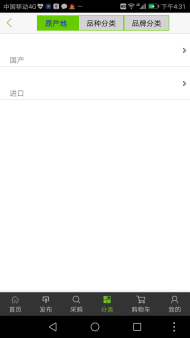 中国移动4G 4G 下午4:31
原产地 品种分类 品牌分类
国产
进口
首页 发布 采购 分类 购物车 我的